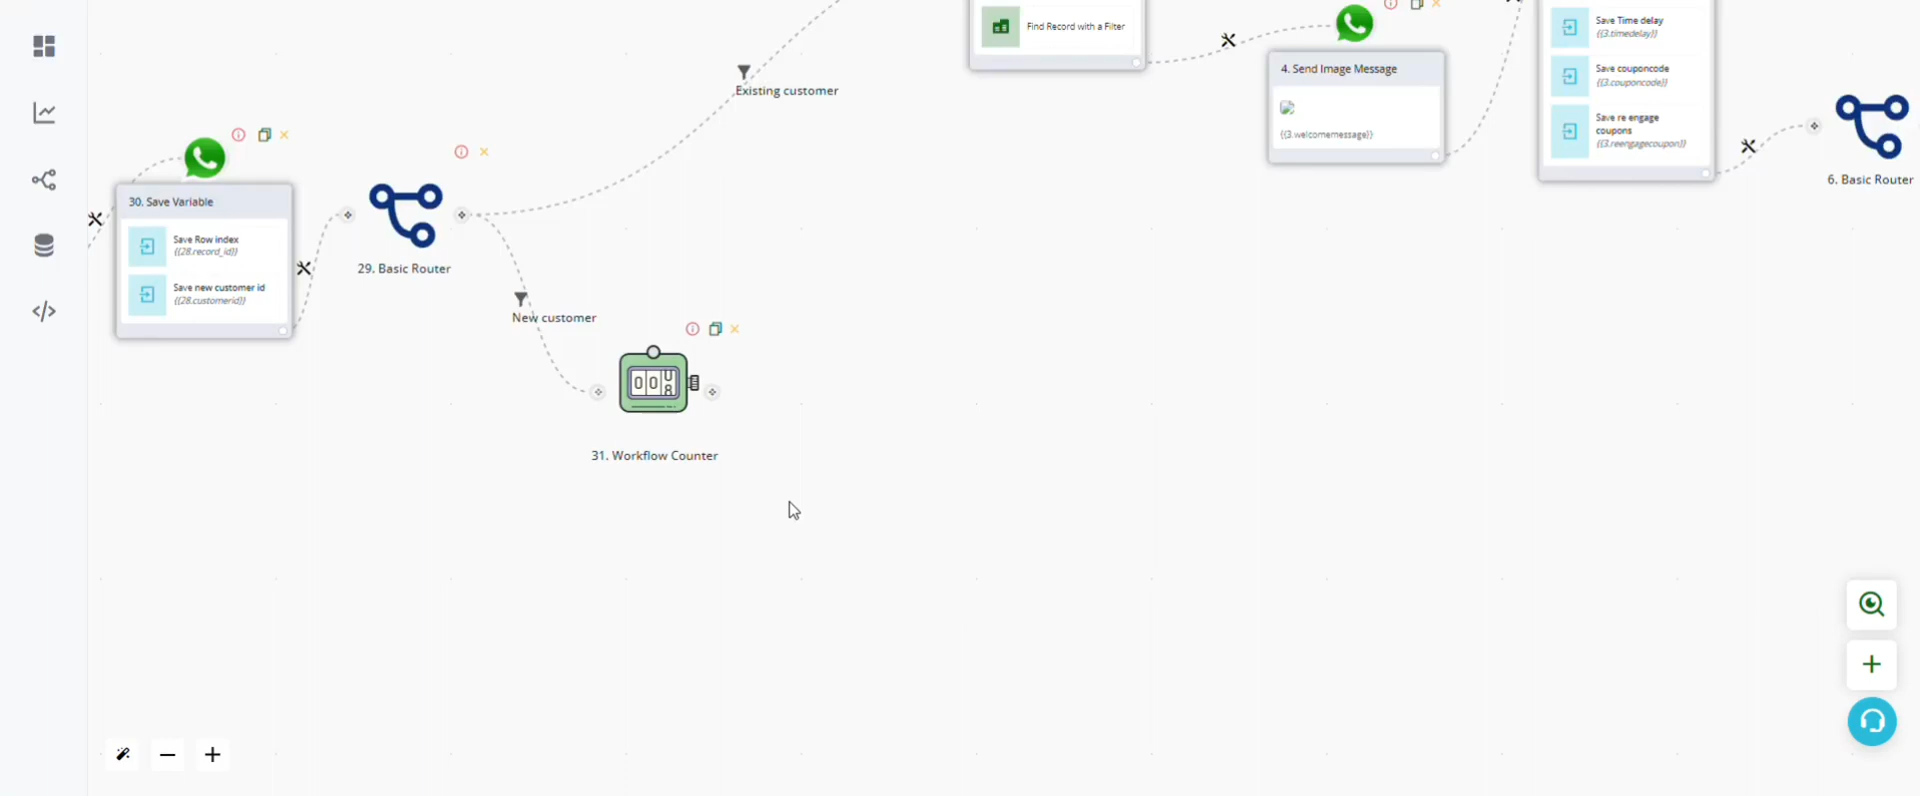 Find Record with a Filter
4. Send Image Message
{{3.welcomemessage}}
Save Time delay
{{3.timedelay}}
Save couponcode
{{3.couponcode}}
Save re engage
coupons
{{3.reengagecoupon}}
6. Basic Router
Existing customer
30. Save Variable
Save Row index
{{28.record_id}}
Save new customer id
{{28.customerid}}
29. Basic Router
New customer
008
31. Workflow Counter